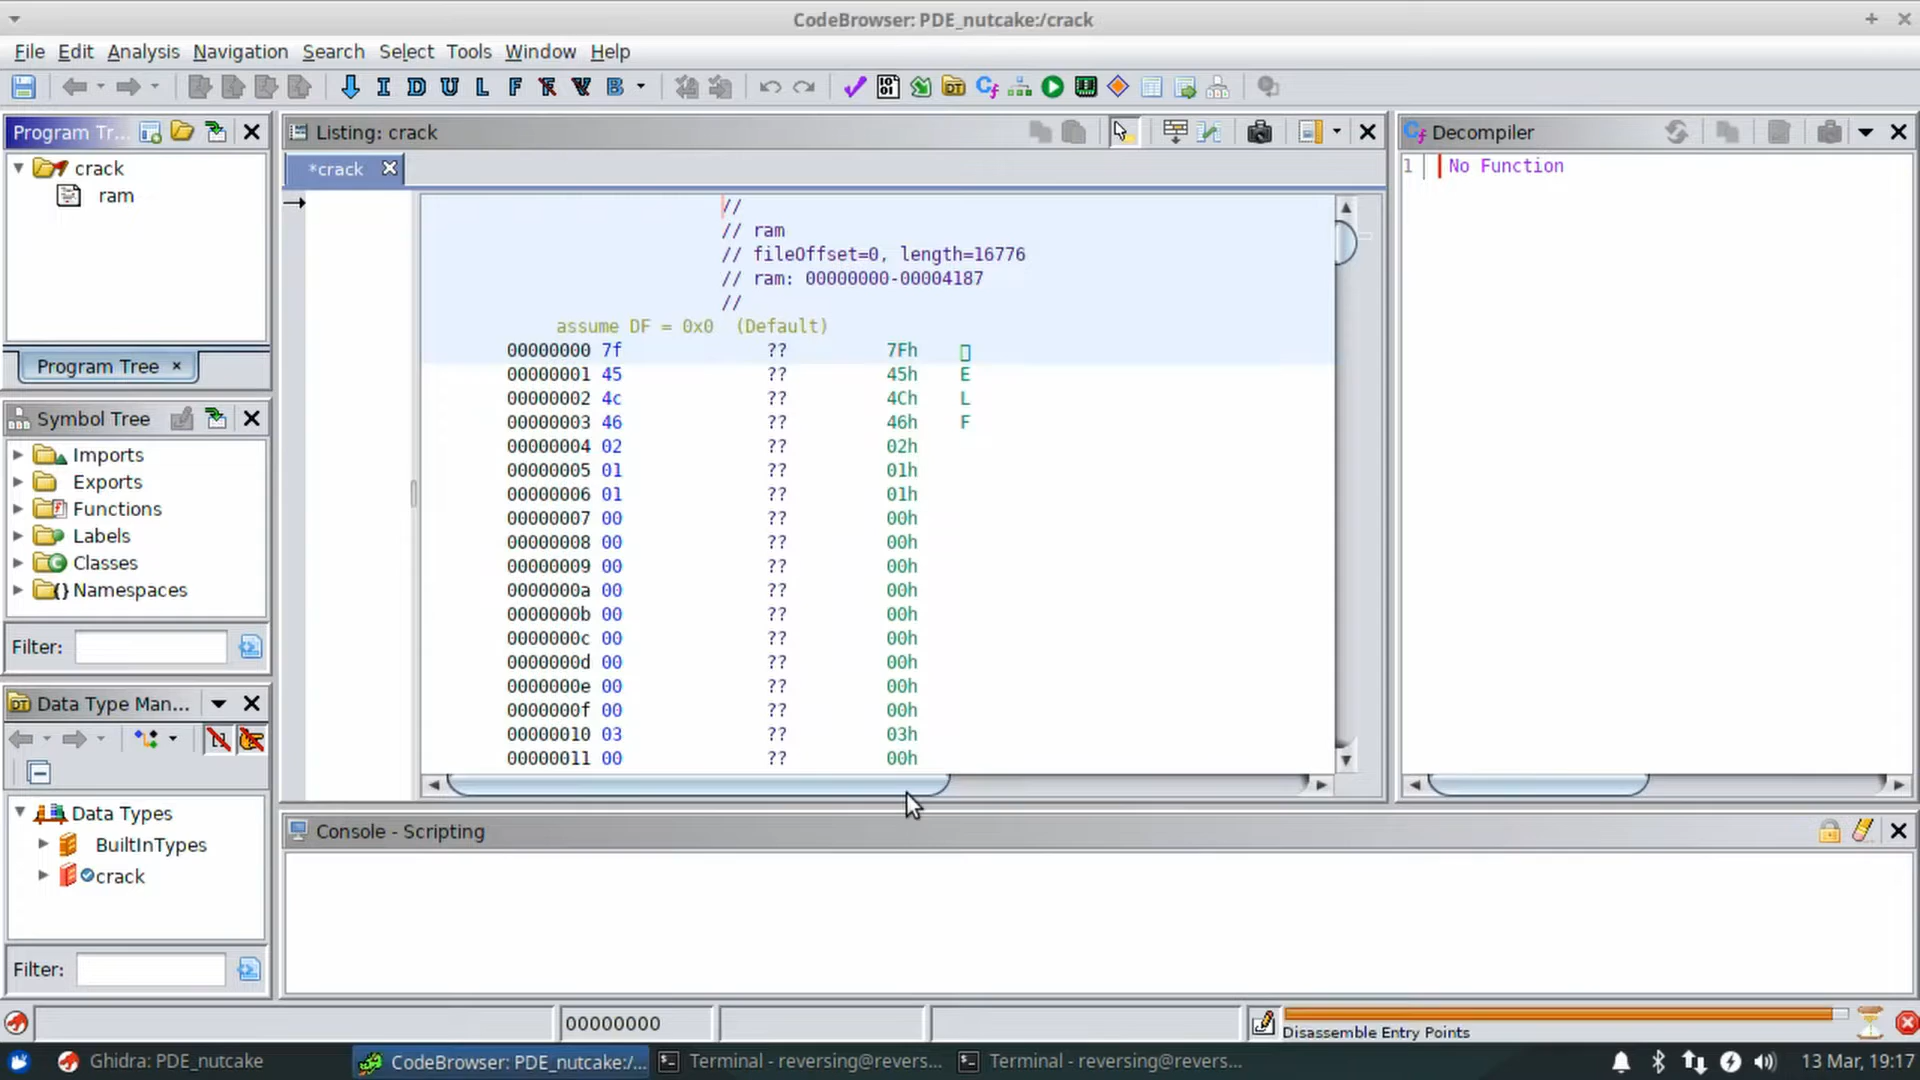 CodeBrowser: PDE_nutcake:/crack
File Edit Analysis Navigation Search Select Tools Window Help
I D U L F F V B
Program Tr...
crack
ram
Program Tree ×
Symbol Tree
Imports
Exports
Functions
Labels
Classes
Namespaces
Filter:
Data Type Man...
Data Types
BuiltInTypes
crack
Filter:
Listing: crack
*crack
//
// ram
// fileOffset=0, length=16776
// ram: 00000000-00004187
//
assume DF = 0x0 (Default)
00000000 7f ?? 7Fh
00000001 45 ?? 45h E
00000002 4c ?? 4Ch L
00000003 46 ?? 46h F
00000004 02 ?? 02h
00000005 01 ?? 01h
00000006 01 ?? 01h
00000007 00 ?? 00h
00000008 00 ?? 00h
00000009 00 ?? 00h
0000000a 00 ?? 00h
0000000b 00 ?? 00h
0000000c 00 ?? 00h
0000000d 00 ?? 00h
0000000e 00 ?? 00h
0000000f 00 ?? 00h
00000010 03 ?? 03h
00000011 00 ?? 00h
Decompiler
1 No Function
Console - Scripting
00000000
Disassemble Entry Points
Ghidra: PDE_nutcake
CodeBrowser: PDE_nutcake:/...
Terminal - reversing@revers...
Terminal - reversing@revers...
13 Mar, 19:17